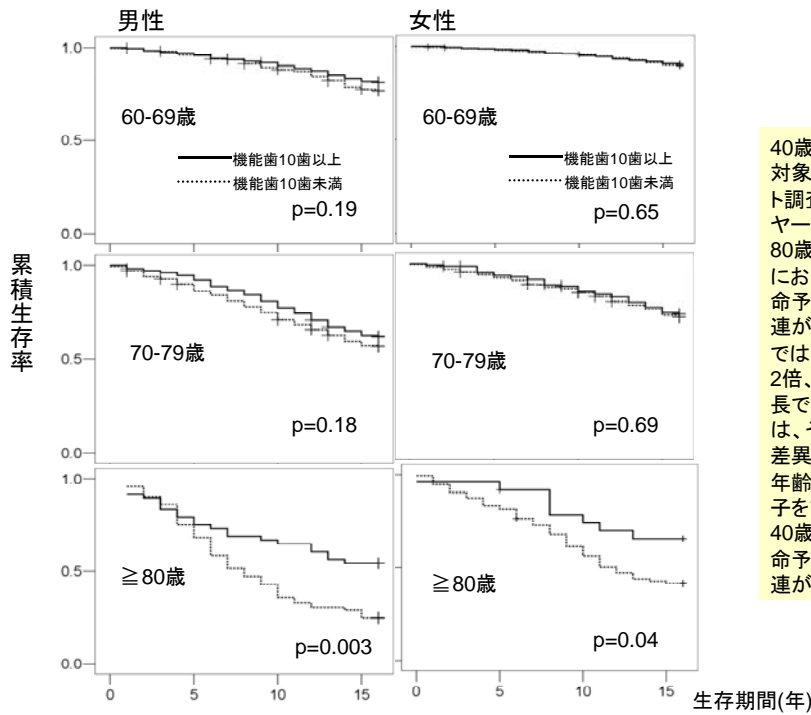 男性
女性
1.0
0.5
0.0
60-69歳
機能歯10歯以上
機能歯10歯未満
p=0.19
60-69歳
機能歯10歯以上
機能歯10歯未満
p=0.65
累積生存率
1.0
0.5
0.0
70-79歳
p=0.18
70-79歳
p=0.69
1.0
0.5
0.0
≧80歳
p=0.003
≧80歳
p=0.04
0 5 10 15
0 5 10 15
生存期間(年)
40歳
対象
ト調査
ヤー
80歳
にお
命予
連が
では
2倍、
長で
は、そ
差異
年齢
子を
40歳
命予
連が